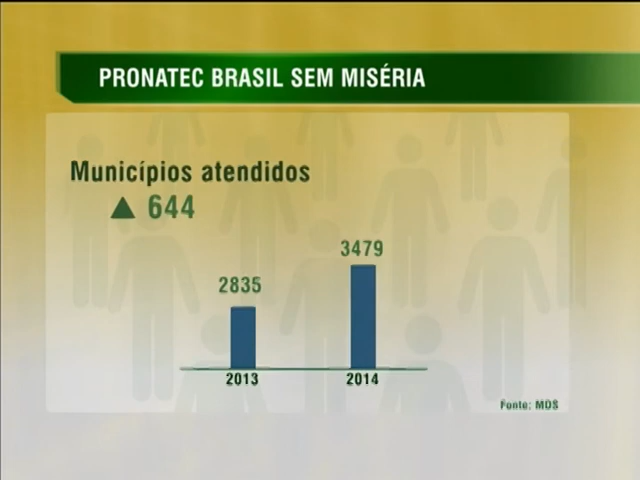 PRONATEC BRASIL SEM MISÉRIA
Municípios atendidos
▲ 644
3479
2835
2013 2014
Fonte: MDS